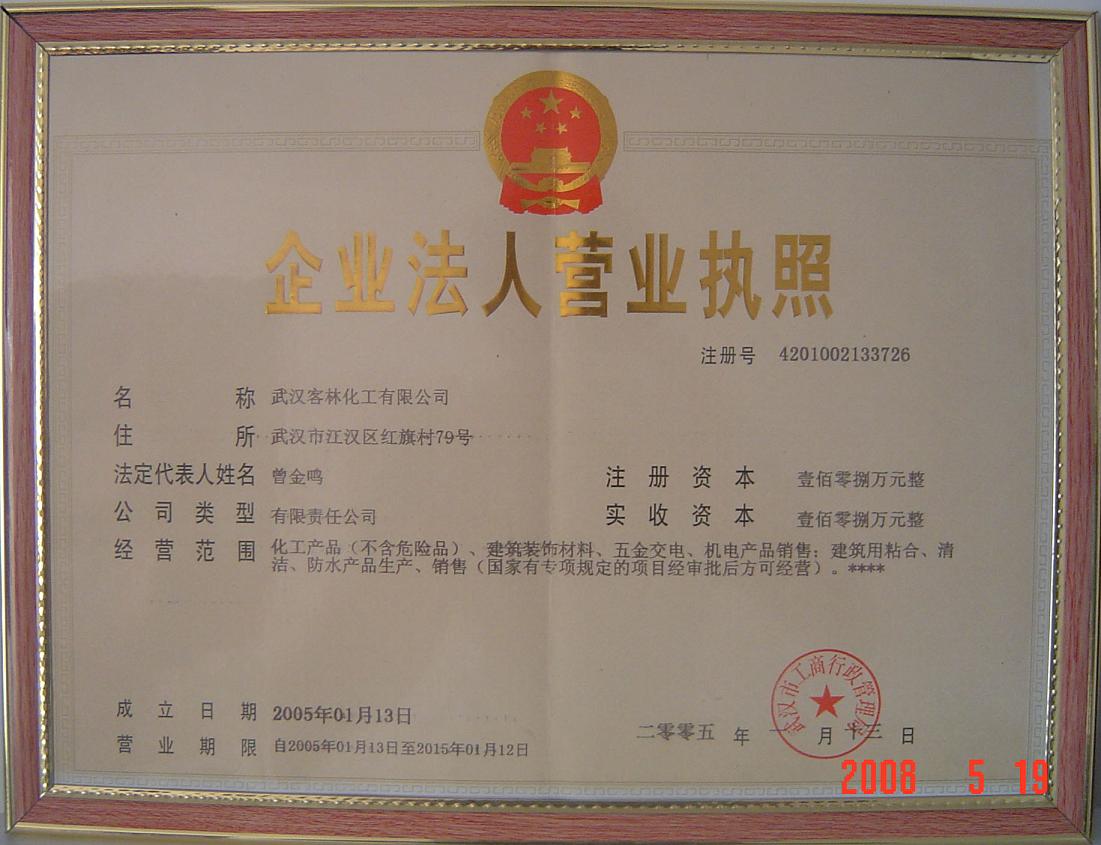 企业法人营业执照
注册号 4201002133726
名称 武汉客林化工有限公司
住所 武汉市江汉区红旗村79号
法定代表人姓名 曾金鸣
注册资本 壹佰零捌万元整
公司类型 有限责任公司
实收资本 壹佰零捌万元整
经营范围 化工产品（不含危险品）、建筑装饰材料、五金交电、机电产品销售；建筑用粘合、清
洁、防水产品生产、销售（国家有专项规定的项目经审批后方可经营）。****
武汉市工商行政管理局
成立日期 2005年01月13日
二零零五年一月十三日
营业期限 自2005年01月13日至2015年01月12日
2008 5 19